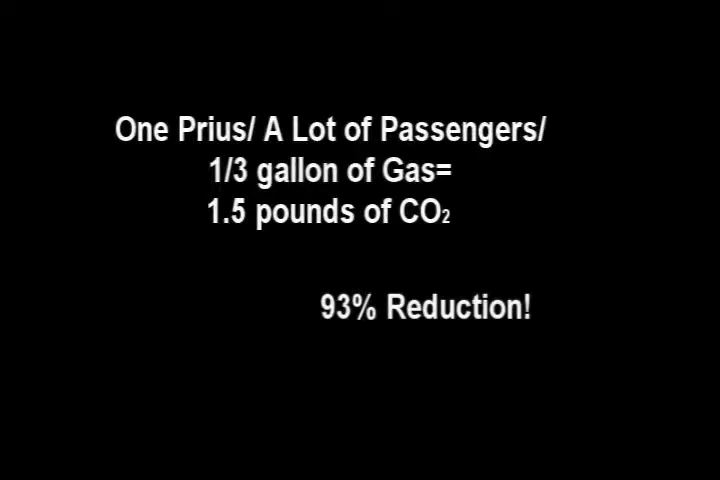 One Prius/ A Lot of Passengers/
1/3 gallon of Gas=
1.5 pounds of CO₂
93% Reduction!